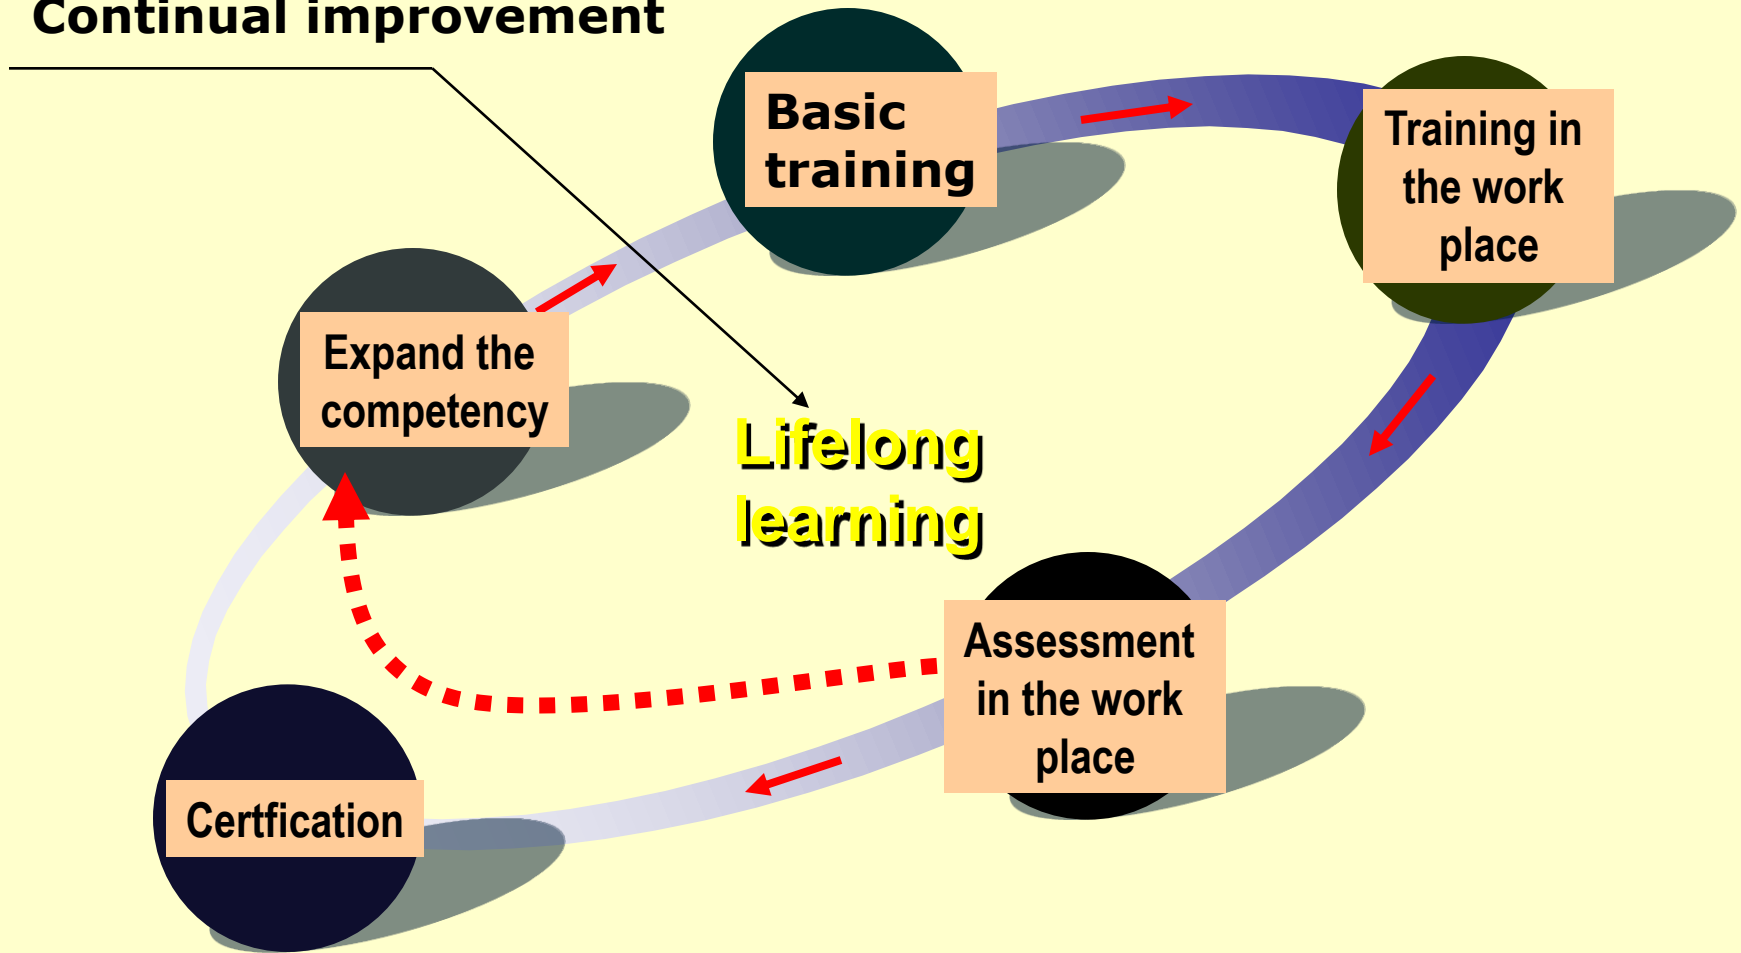 Continual improvement
Basic
training
Training in
the work
place
Expand the
competency
Lifelong
learning
Assessment
in the work
place
Certfication